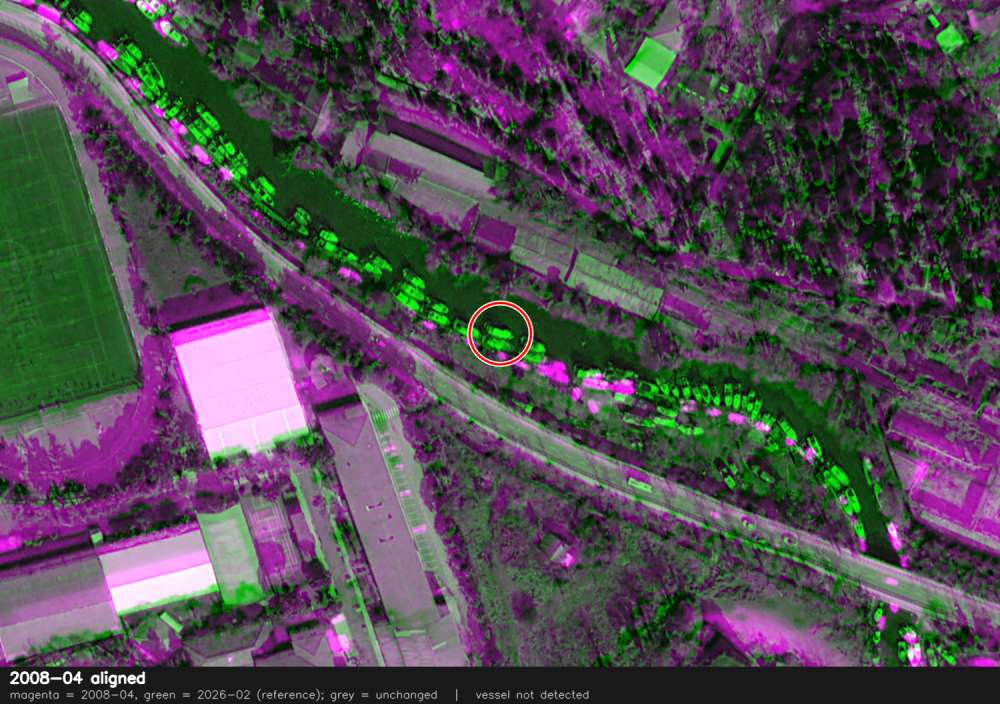 2008-04 aligned
magenta = 2008-04, green = 2026-02 (reference); grey = unchanged | vessel not detected